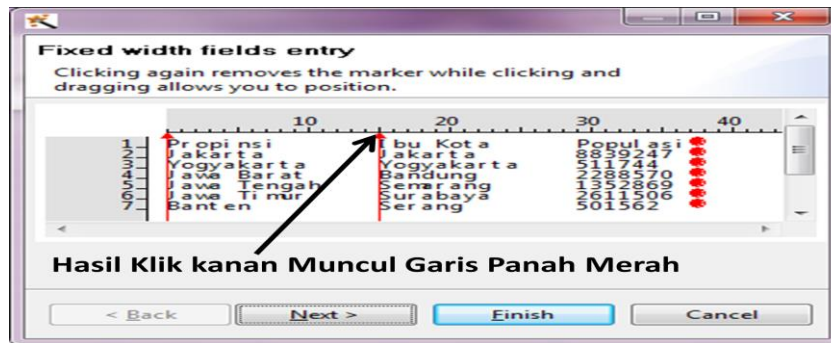 Fixed width fields entry
Clicking again removes the marker while clicking and
dragging allows you to position.
10 20 30 40
1 Propinsi Ibu Kota Populasi
2 Jakarta Jakarta 8839247
3 Yogyakarta Yogyakarta 511744
4 Jawa Barat Bandung 2288570
5 Jawa Tengah Semarang 1352869
6 Jawa Timur Surabaya 2611506
7 Banten Serang 501562
Hasil Klik kanan Muncul Garis Panah Merah
< Back Next > Finish Cancel